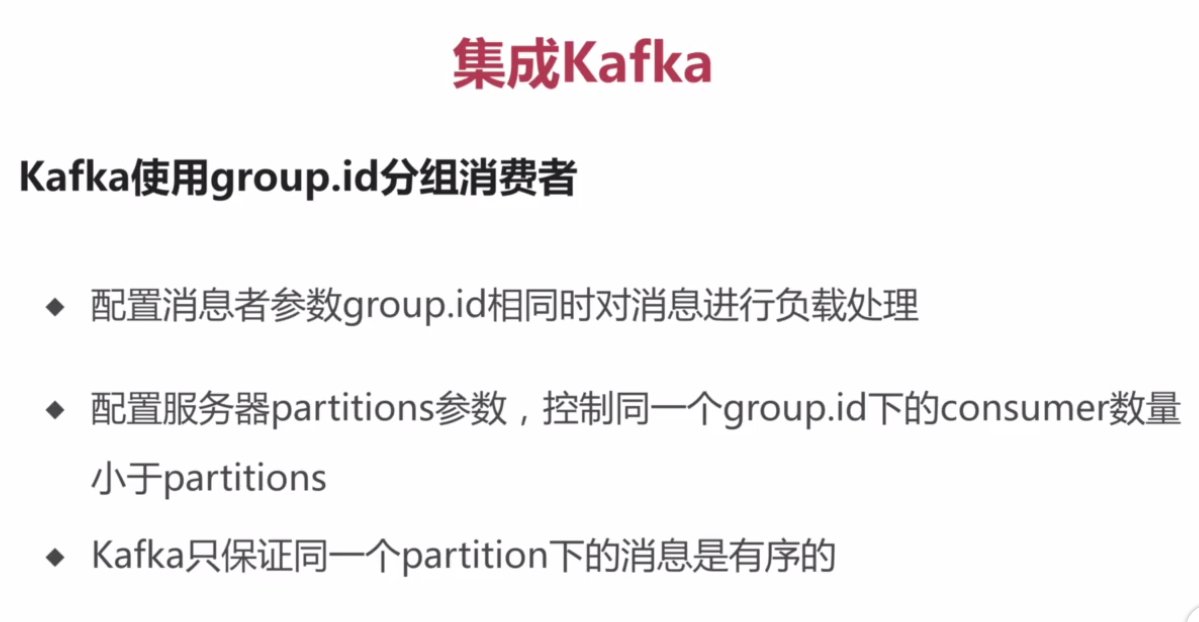 集成Kafka
Kafka使用group.id分组消费者
◆ 配置消息者参数group.id相同时对消息进行负载处理
◆ 配置服务器partitions参数，控制同一个group.id下的consumer数量
小于partitions
◆ Kafka只保证同一个partition下的消息是有序的